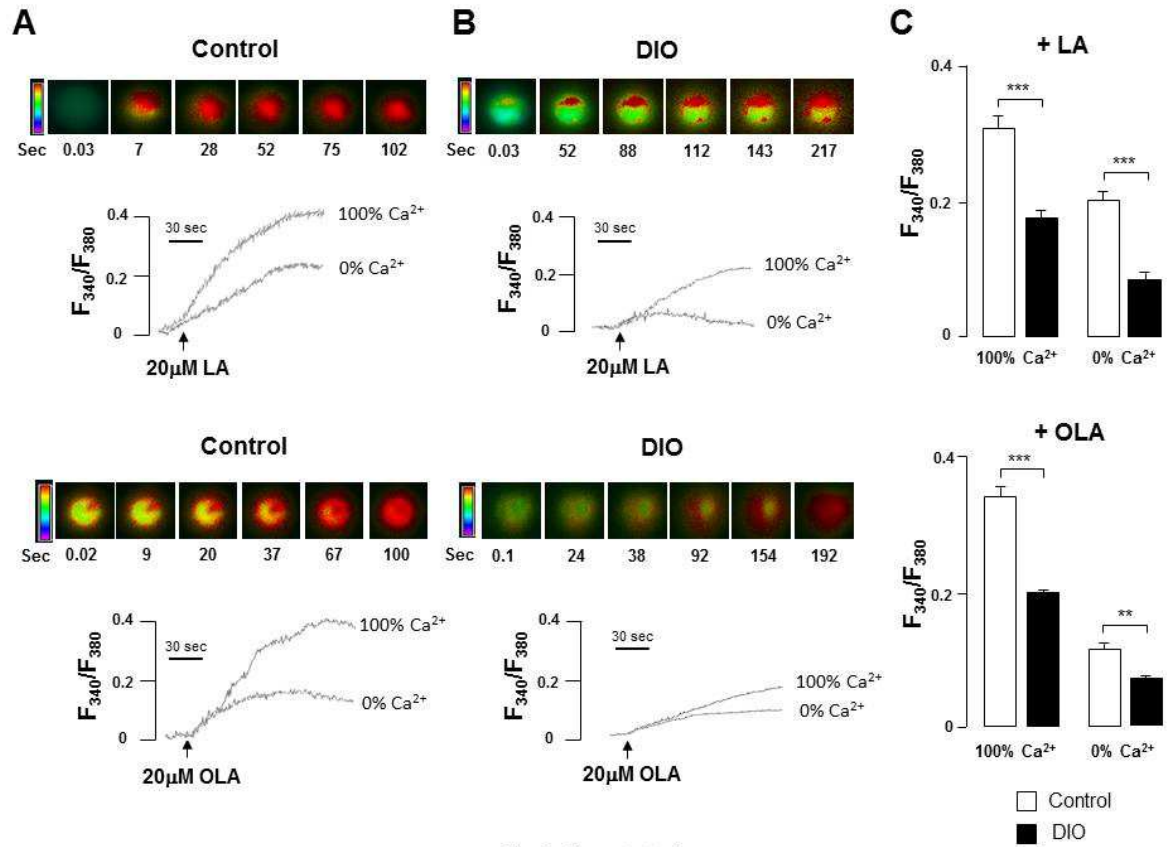 A
Control
Sec 0.03 7 28 52 75 102
F340/F380
0.4
0.2
0
30 sec
100% Ca2+
0% Ca2+
20µM LA
B
DIO
Sec 0.03 52 88 112 143 217
F340/F380
0.4
0.2
0
30 sec
100% Ca2+
0% Ca2+
20µM LA
C
+ LA
F340/F380
0.4
0.2
0
***
***
100% Ca2+ 0% Ca2+
Control
Sec 0.02 9 20 37 67 100
F340/F380
0.4
0.2
0
30 sec
100% Ca2+
0% Ca2+
20µM OLA
DIO
Sec 0.1 24 38 92 154 192
F340/F380
0.4
0.2
0
30 sec
100% Ca2+
0% Ca2+
20µM OLA
+ OLA
F340/F380
0.4
0.2
0
***
**
100% Ca2+ 0% Ca2+
Control
DIO